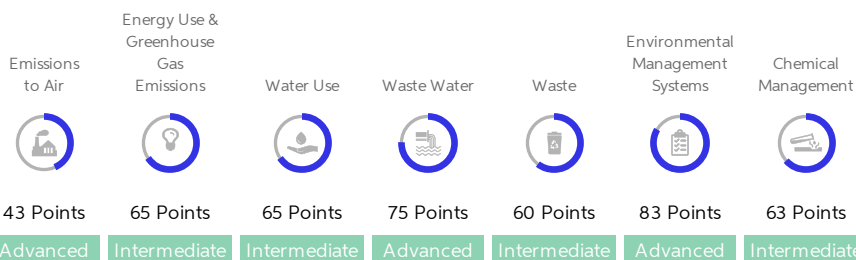 Emissions
to Air
Energy Use &
Greenhouse
Gas
Emissions
Water Use
Waste Water
Waste
Environmental
Management
Systems
Chemical
Management
43 Points
65 Points
65 Points
75 Points
60 Points
83 Points
63 Points
Advanced
Intermediate
Intermediate
Advanced
Intermediate
Advanced
Intermediate